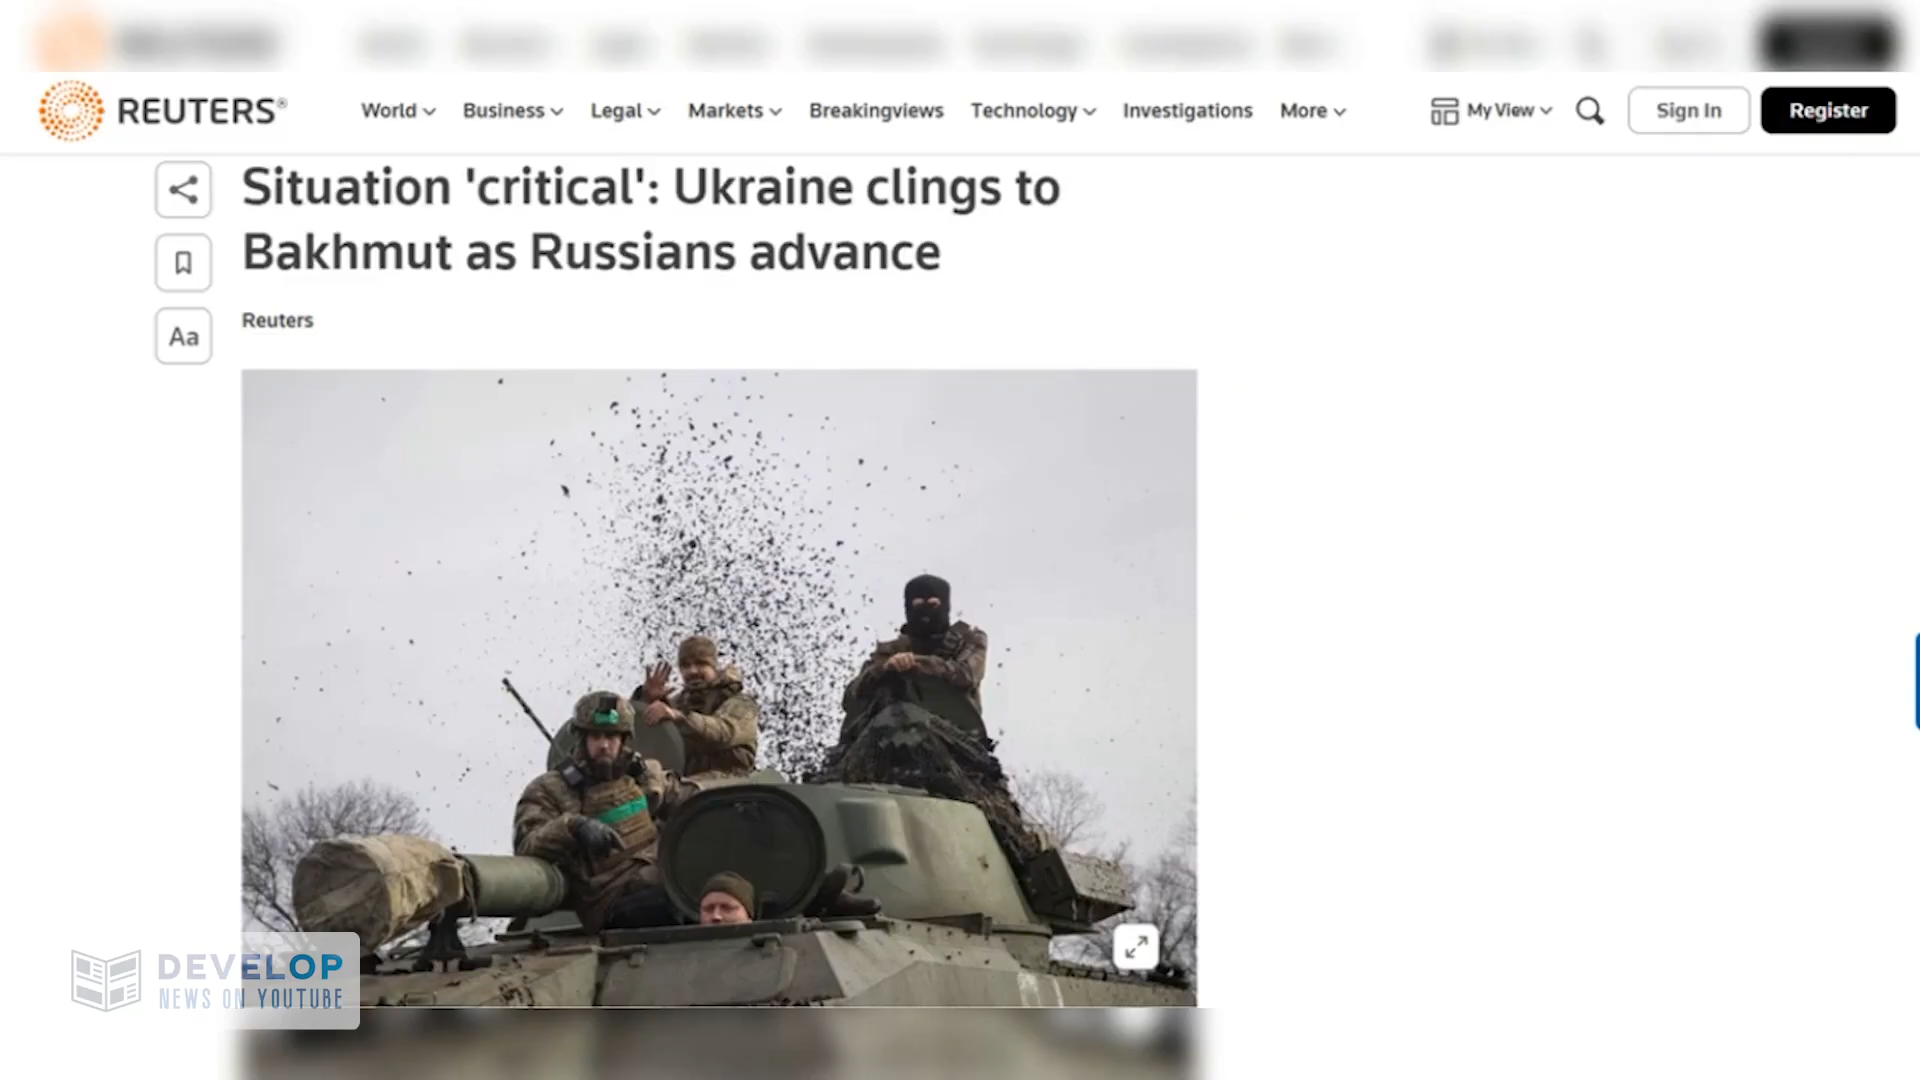 REUTERS®
World Business Legal Markets Breakingviews Technology Investigations More My View Sign In Register
Situation 'critical': Ukraine clings to
Bakhmut as Russians advance
Aa
Reuters
DEVELOP
NEWS ON YOUTUBE